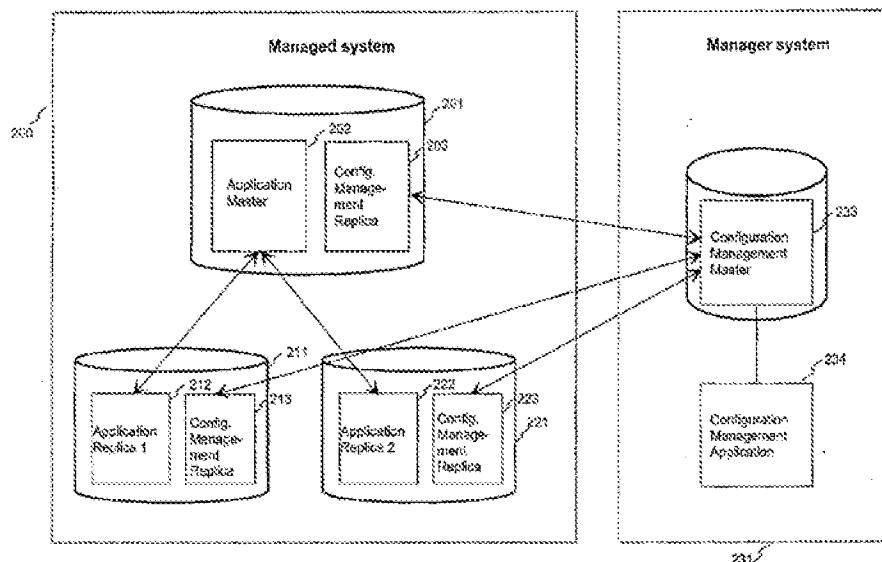 Managed system
Manager system
200
201
202
203
Application
Master
Config.
Manage-
ment
Replica
233
Configuration
Management
Master
211
212
213
Application
Replica 1
Config.
Manage-
ment
Replica
222
223
221
Application
Replica 2
Config.
Manage-
ment
Replica
234
Configuration
Management
Application
231